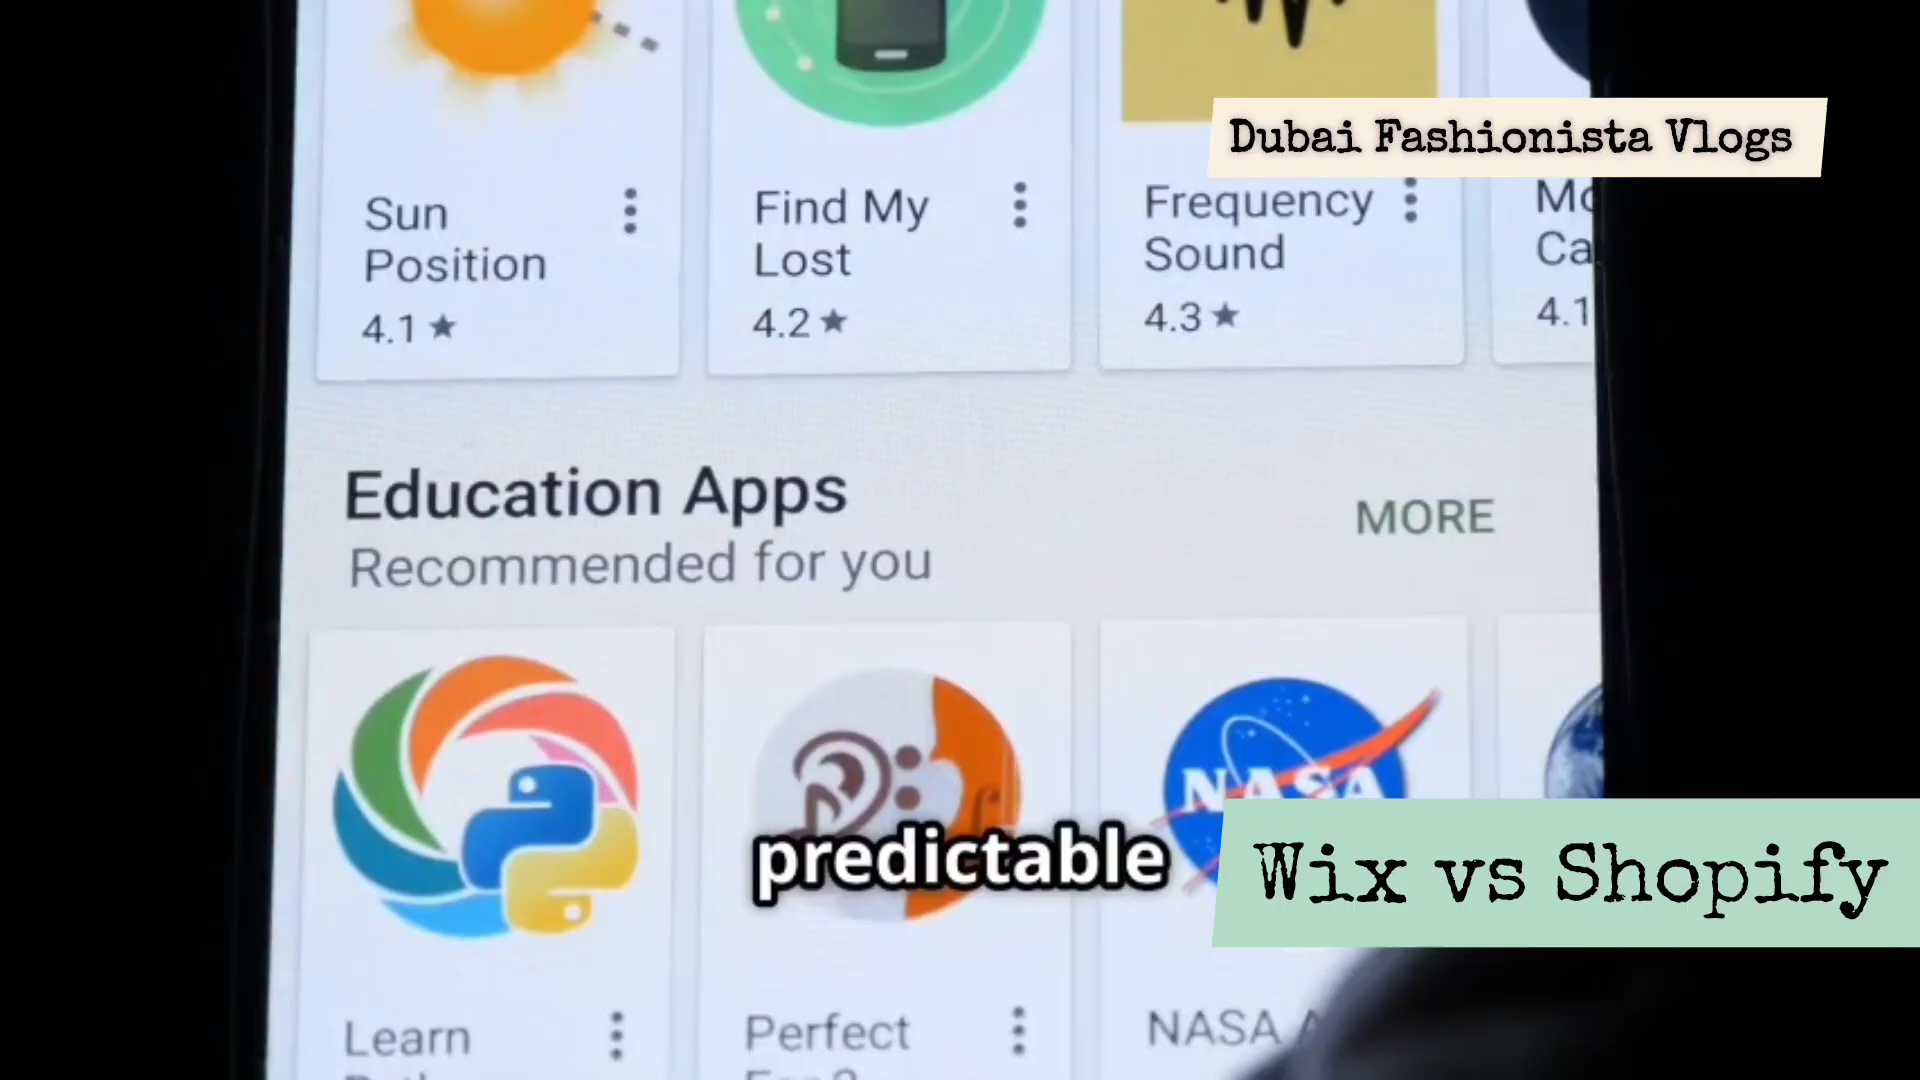 Dubai Fashionista Vlogs
Sun
Position
4.1 ★
Find My
Lost
4.2 ★
Frequency
Sound
4.3 ★
4.1
Education Apps
Recommended for you
MORE
NASA
predictable
Wix vs Shopify
Learn
Perfect
NASA